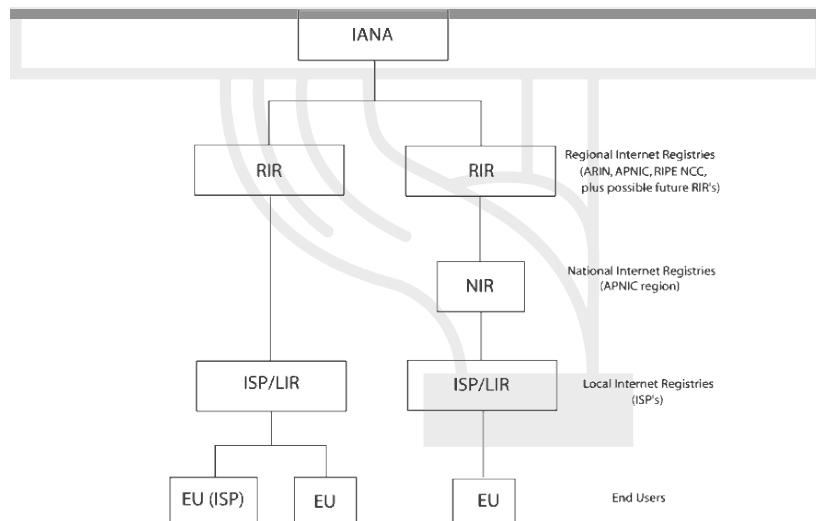 IANA
RIR
RIR
Regional Internet Registries
(ARIN, APNIC, RIPE NCC,
plus possible future RIR's)
NIR
National Internet Registries
(APNIC region)
ISP/LIR
ISP/LIR
Local Internet Registries
(ISP's)
EU (ISP)
EU
EU
End Users